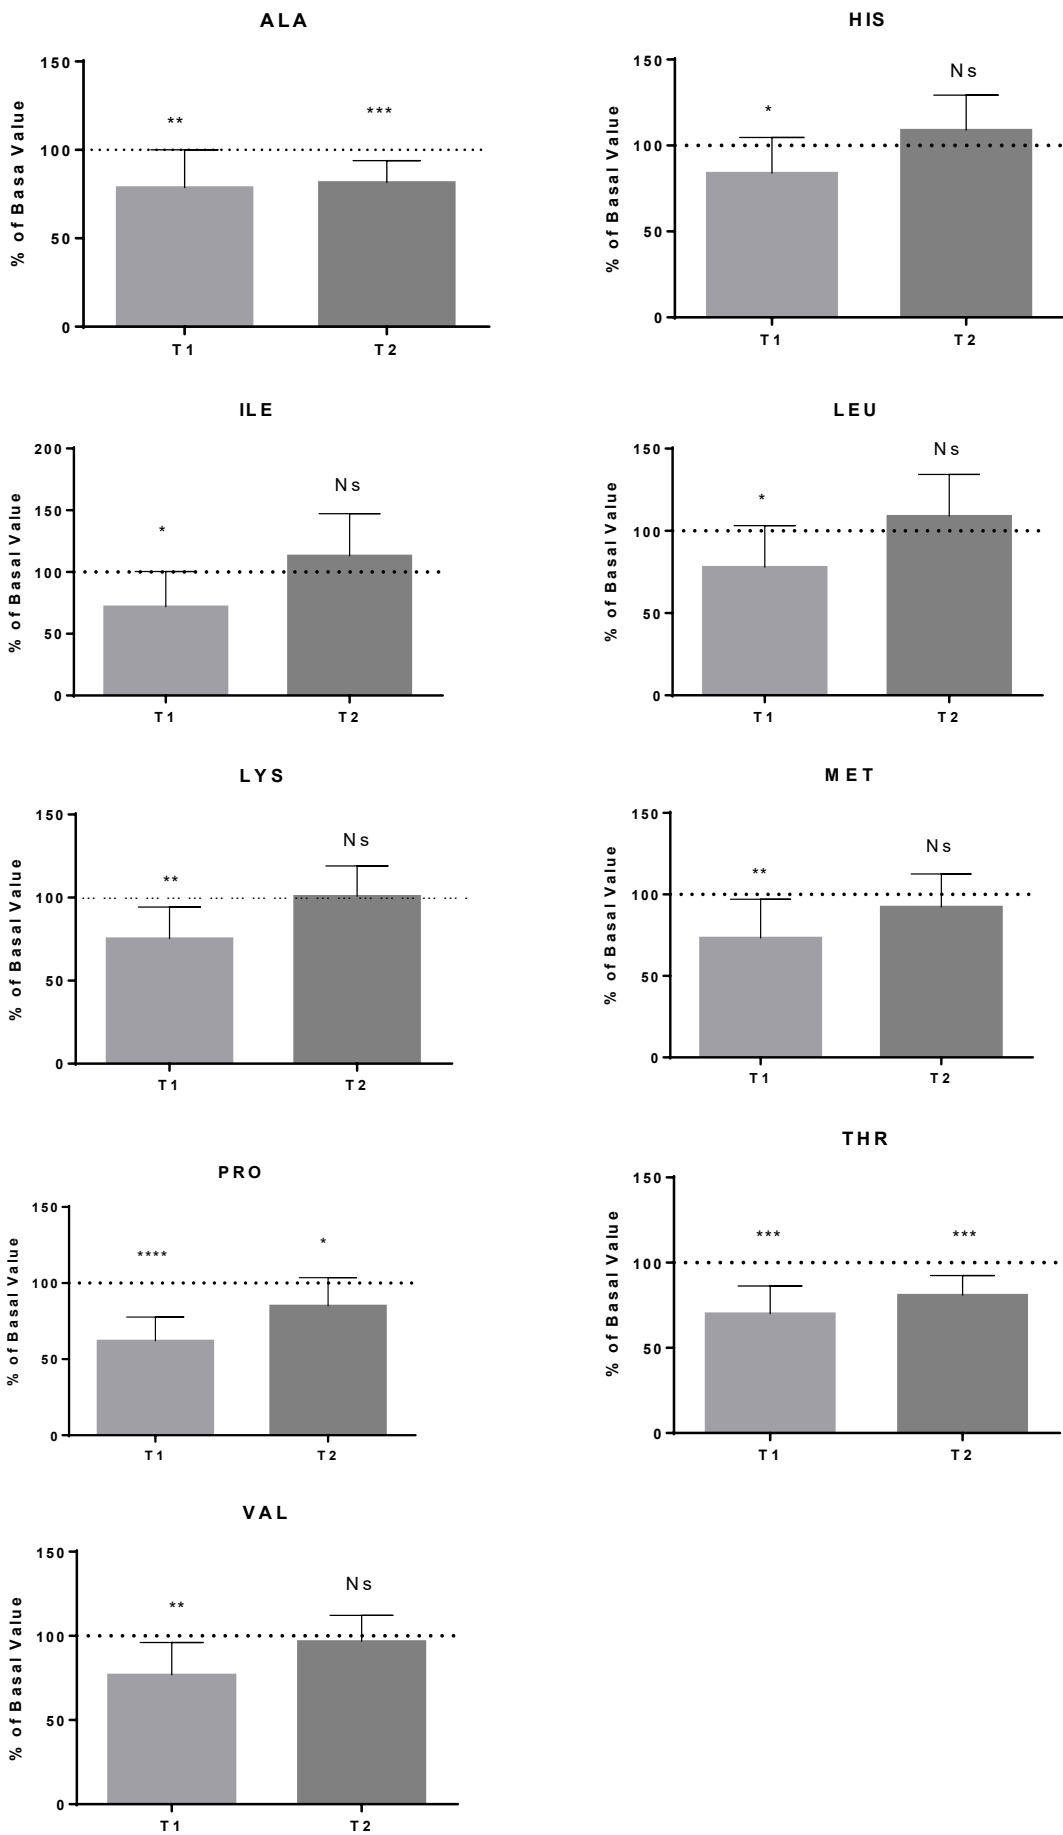 ALA
% of Basa Value
150
100
50
0
**
***
T1
T2
HIS
% of Basal Value
150
100
50
0
*
Ns
T1
T2
ILE
% of Basal Value
200
150
100
50
0
*
Ns
T1
T2
LEU
% of Basal Value
150
100
50
0
*
Ns
T1
T2
LYS
% of Basal Value
150
100
50
0
**
Ns
T1
T2
MET
% of Basal Value
150
100
50
0
**
Ns
T1
T2
PRO
% of Basal Value
150
100
50
0
****
*
T1
T2
THR
% of Basal Value
150
100
50
0
***
***
T1
T2
VAL
% of Basal Value
150
100
50
0
**
Ns
T1
T2